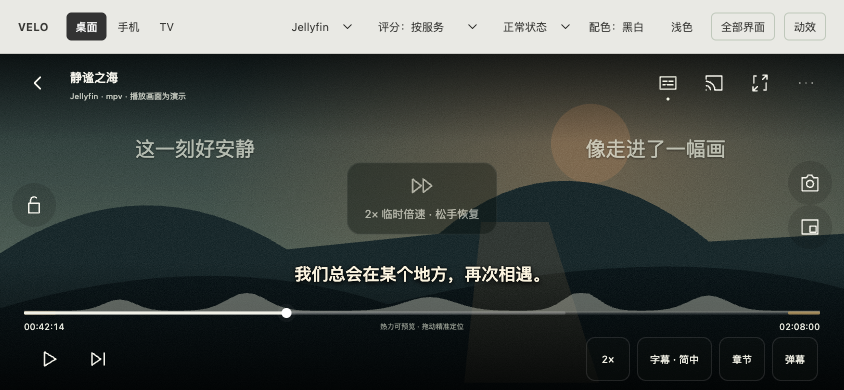 VELO 桌面 手机 TV Jellyfin 评分：按服务 正常状态 配色：黑白 浅色 全部界面 动效
静谧之海
Jellyfin · mpv · 播放画面为演示
这一刻好安静 像走进了一幅画
2× 临时倍速 · 松手恢复
我们总会在某个地方，再次相遇。
00:42:14 热力可预览 · 拖动精准定位 02:08:00
2x 字幕 · 简中 章节 弹幕